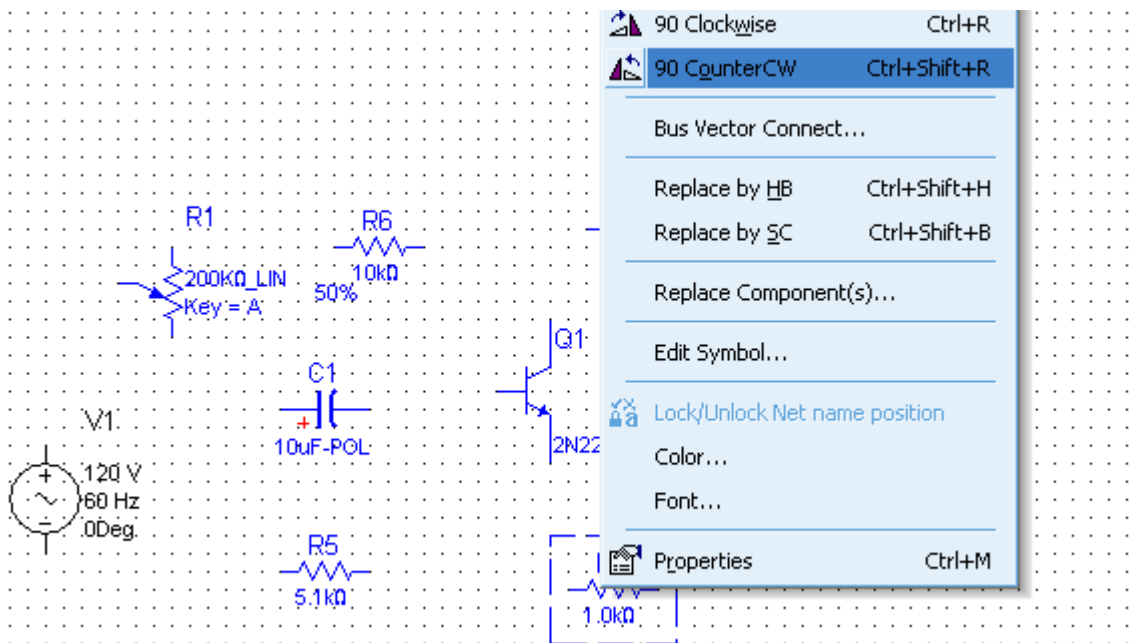 90 Clockwise Ctrl+R
90 CounterCW Ctrl+Shift+R
Bus Vector Connect...
Replace by HB Ctrl+Shift+H
Replace by SC Ctrl+Shift+B
Replace Component(s)...
Edit Symbol...
Lock/Unlock Net name position
Color...
Font...
Properties Ctrl+M
R1
200KΩ_LIN
Key = A
50%
R6
10kΩ
C1
+
10uF-POL
Q1
2N22
V1
120 V
60 Hz
0Deg
R5
5.1kΩ
1.0kΩ